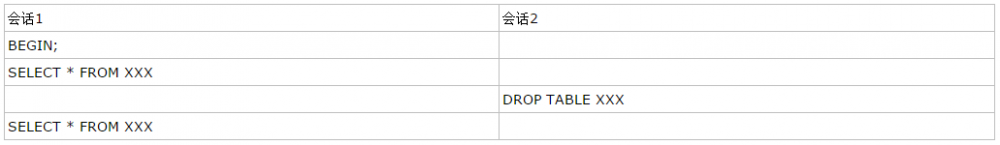 会话1 会话2
BEGIN;
SELECT * FROM XXX
DROP TABLE XXX
SELECT * FROM XXX